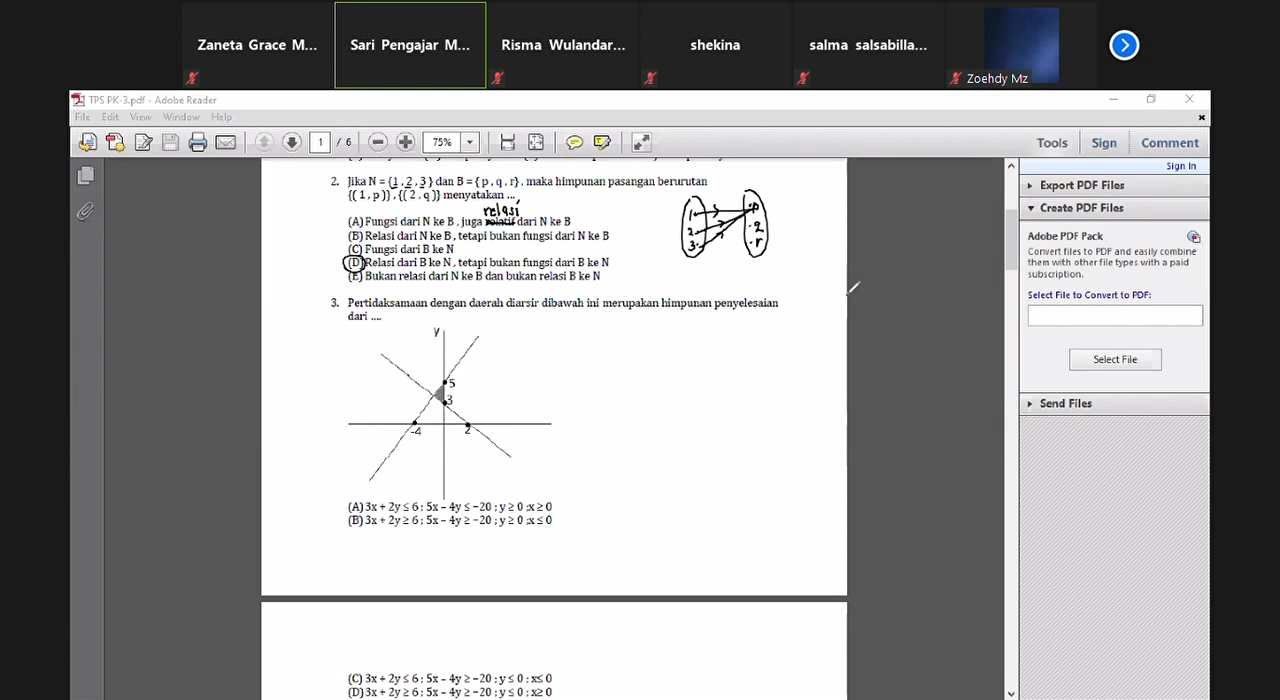 Zaneta Grace M...
Sari Pengajar M...
Risma Wulandar...
shekina
salma salsabilla...
Zoehdy Mz
TPS PK-3.pdf - Adobe Reader
File Edit View Window Help
1 / 6
75%
Tools Sign Comment
Sign In
Export PDF Files
Create PDF Files
Adobe PDF Pack
Convert files to PDF and easily combine
them with other file types with a paid
subscription.
Select File to Convert to PDF:
Select File
Send Files
2. Jika N = {1, 2, 3} dan B = {p, q, r}, maka himpunan pasangan berurutan
{(1, p)}, {(2, q)} menyatakan ...
relasi
(A) Fungsi dari N ke B, juga relatif dari N ke B
(B) Relasi dari N ke B, tetapi bukan fungsi dari N ke B
(C) Fungsi dari B ke N
(D) Relasi dari B ke N, tetapi bukan fungsi dari B ke N
(E) Bukan relasi dari N ke B dan bukan relasi B ke N
1 p
2 q
3 r
3. Pertidaksamaan dengan daerah diarsir dibawah ini merupakan himpunan penyelesaian
dari ....
y
5
3
-4 2
(A) 3x + 2y ≤ 6 ; 5x – 4y ≤ –20 ; y ≥ 0 ; x ≥ 0
(B) 3x + 2y ≥ 6 ; 5x – 4y ≥ –20 ; y ≥ 0 ; x ≤ 0
(C) 3x + 2y ≤ 6 ; 5x – 4y ≥ –20 ; y ≤ 0 ; x ≤ 0
(D) 3x + 2y ≥ 6 ; 5x – 4y ≥ –20 ; y ≤ 0 ; x ≥ 0